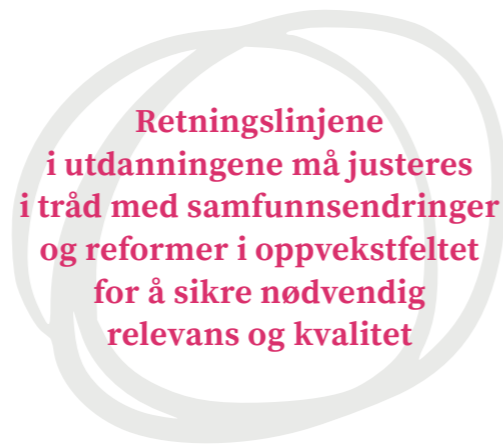 Retningslinjene
i utdanningene må justeres
i tråd med samfunnsendringer
og reformer i oppvekstfeltet
for å sikre nødvendig
relevans og kvalitet